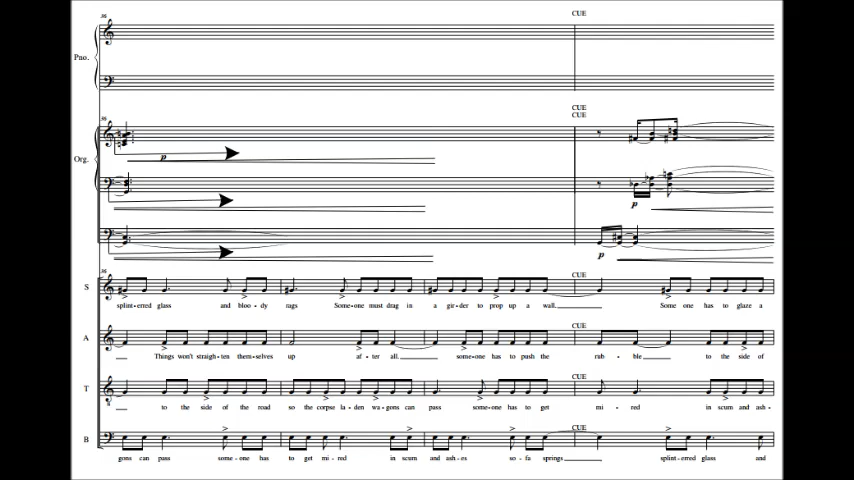 36
CUE
Pno.
36
CUE
CUE
Org.
p
p
p
36
CUE
S
splint-erred glass and bloo-dy rags Some-one must drag in a gir-der to prop up a wall. Some one has to glaze a
CUE
A
Things won't straigh-ten them-selves up af-ter all. some-one has to push the rub-ble to the side of
CUE
T
to the side of the road so the corpse la-den wa-gons can pass some-one has to get mi-red in scum and ash-
CUE
B
gons can pass some-one has to get mi-red in scum and ash-es so-fa springs splint-erred glass and